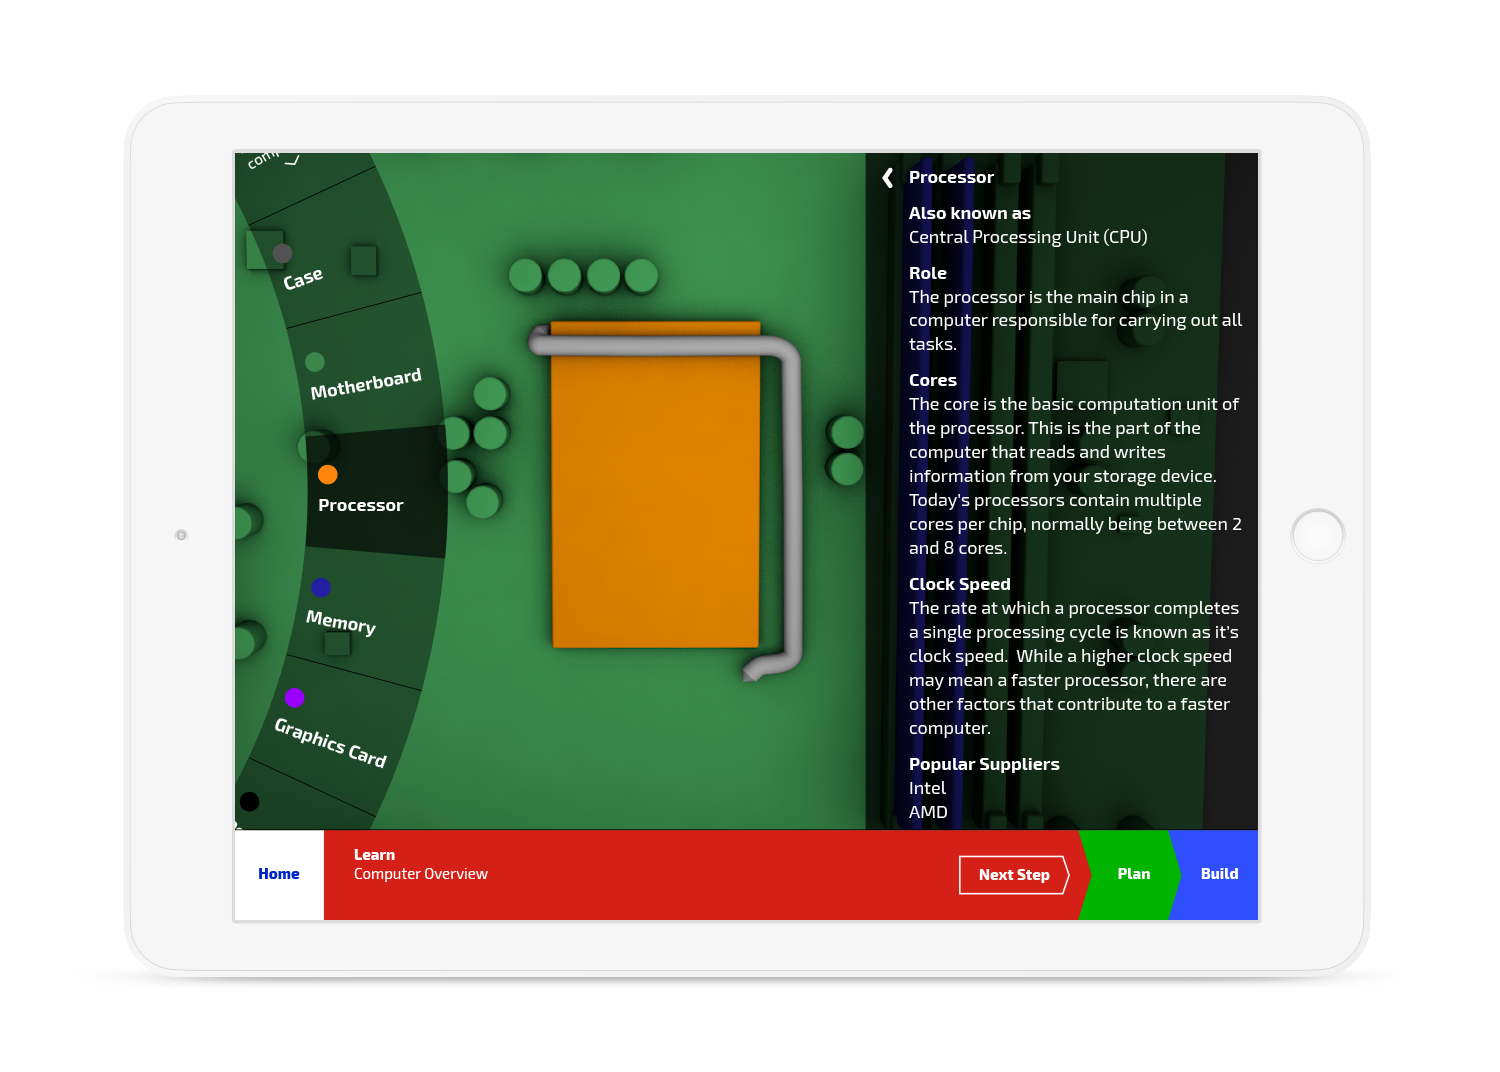 Case
Motherboard
Processor
Memory
Graphics Card
Processor
Also known as
Central Processing Unit (CPU)
Role
The processor is the main chip in a
computer responsible for carrying out all
tasks.
Cores
The core is the basic computation unit of
the processor. This is the part of the
computer that reads and writes
information from your storage device.
Today's processors contain multiple
cores per chip, normally being between 2
and 8 cores.
Clock Speed
The rate at which a processor completes
a single processing cycle is known as it's
clock speed.  While a higher clock speed
may mean a faster processor, there are
other factors that contribute to a faster
computer.
Popular Suppliers
Intel
AMD
Home
Learn
Computer Overview
Next Step
Plan
Build